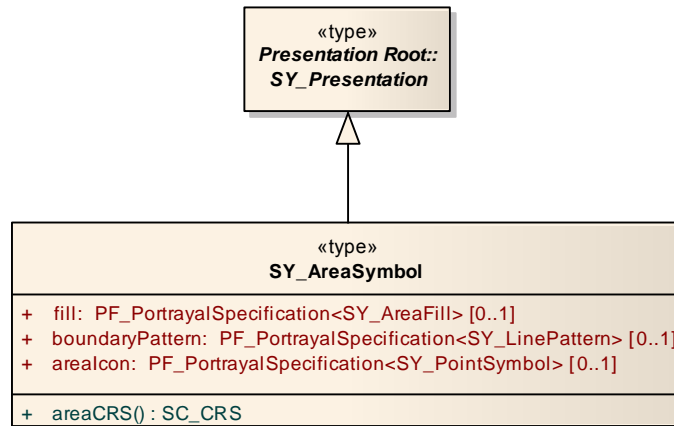 «type»
Presentation Root::
SY_Presentation
«type»
SY_AreaSymbol
+ fill: PF_PortrayalSpecification<SY_AreaFill> [0..1]
+ boundaryPattern: PF_PortrayalSpecification<SY_LinePattern> [0..1]
+ areaIcon: PF_PortrayalSpecification<SY_PointSymbol> [0..1]
+ areaCRS() : SC_CRS